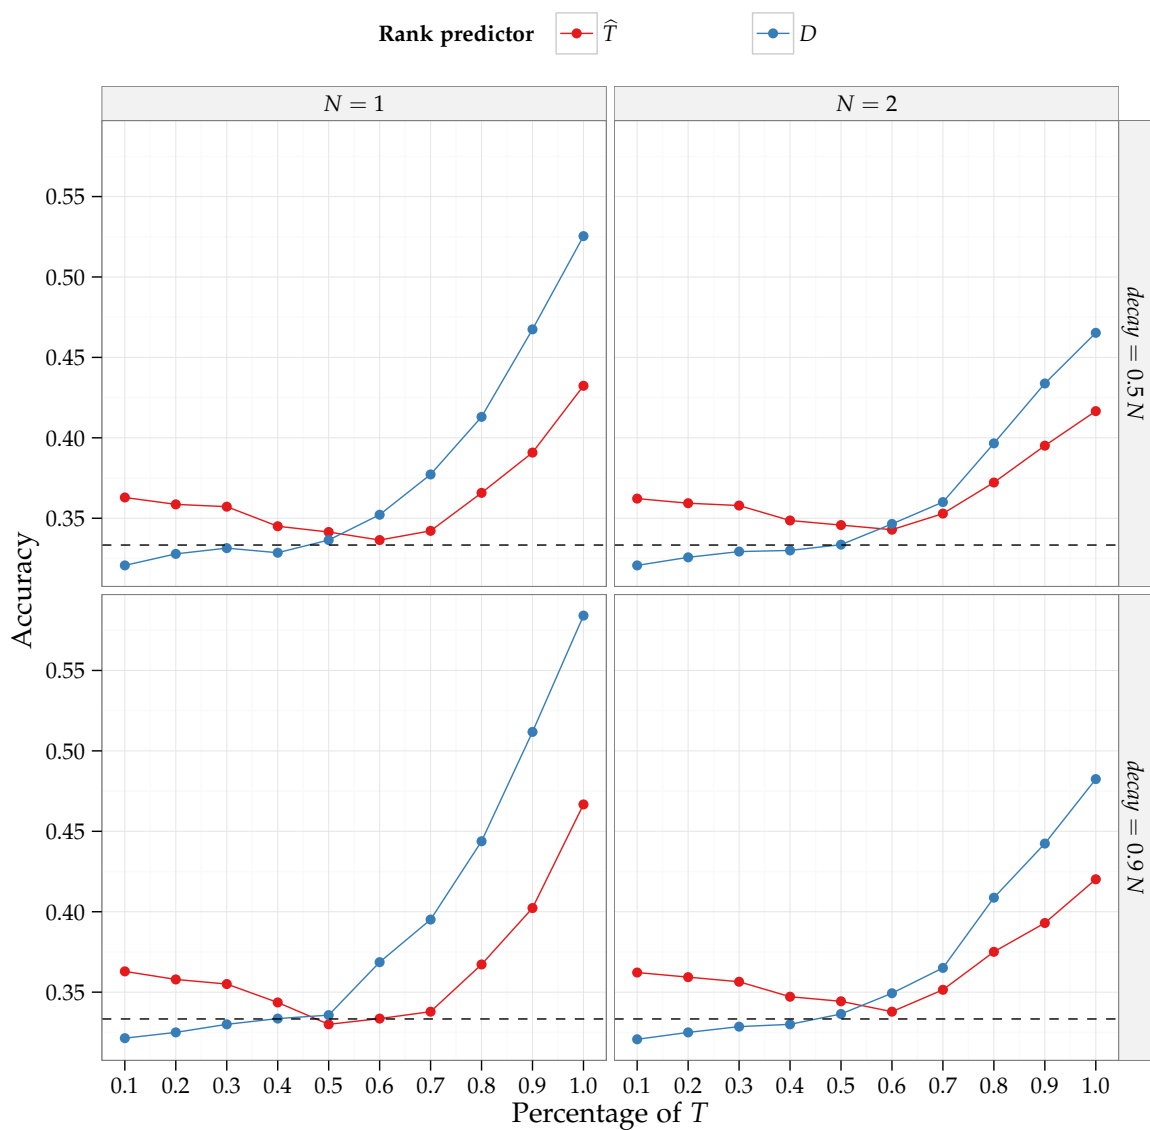 Rank predictor T̂ D
N = 1 N = 2
0.55
0.50
0.45
0.40
0.35
decay = 0.5 N
Accuracy
0.55
0.50
0.45
0.40
0.35
decay = 0.9 N
0.1 0.2 0.3 0.4 0.5 0.6 0.7 0.8 0.9 1.0 0.1 0.2 0.3 0.4 0.5 0.6 0.7 0.8 0.9 1.0
Percentage of T